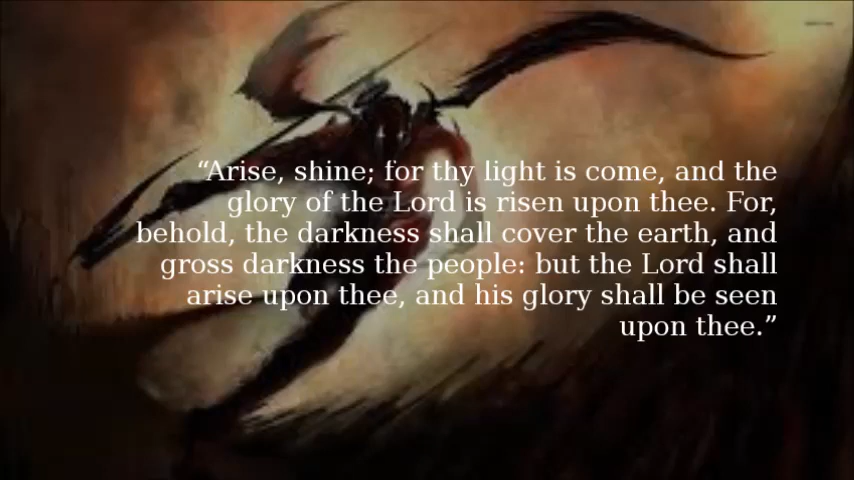 “Arise, shine; for thy light is come, and the
glory of the Lord is risen upon thee. For,
behold, the darkness shall cover the earth, and
gross darkness the people: but the Lord shall
arise upon thee, and his glory shall be seen
upon thee.”